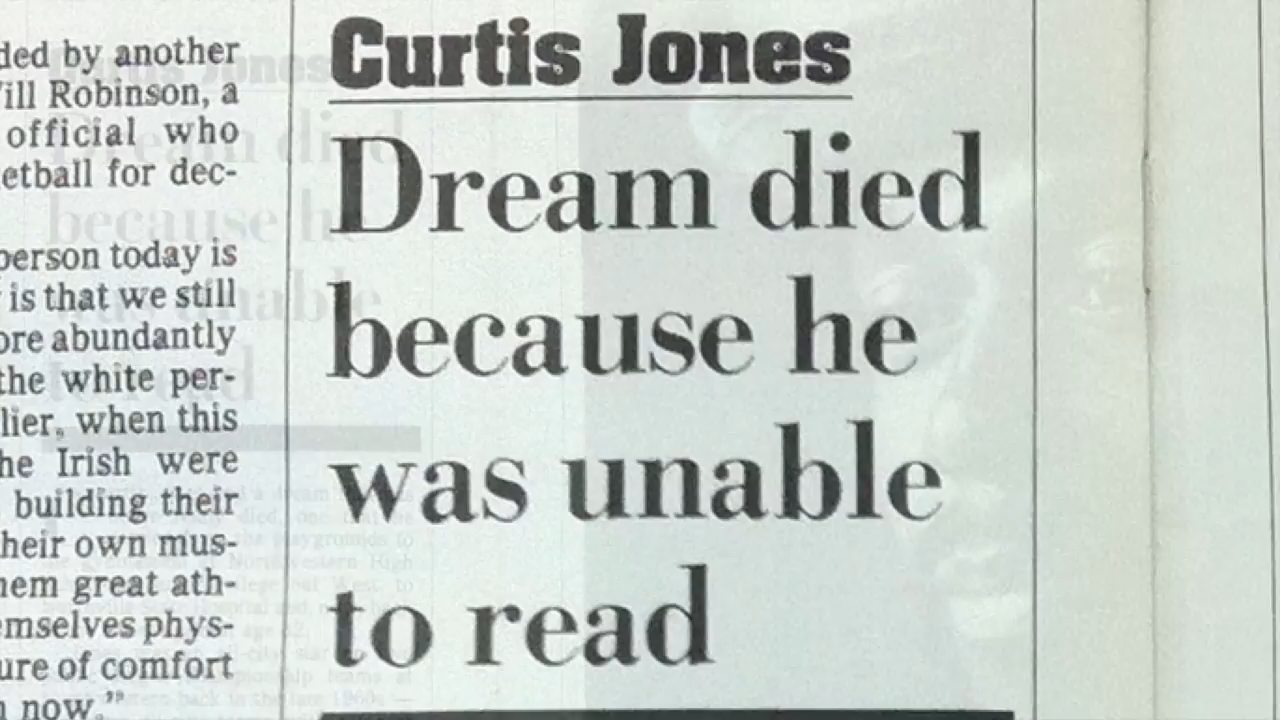 ded by another
ill Robinson, a
official who
etball for dec-
person today is
is that we still
ore abundantly
the white per-
lier, when this
he Irish were
building their
heir own mus-
hem great ath-
emselves phys-
ure of comfort
n now."
Curtis Jones
Dream died
because he
was unable
to read